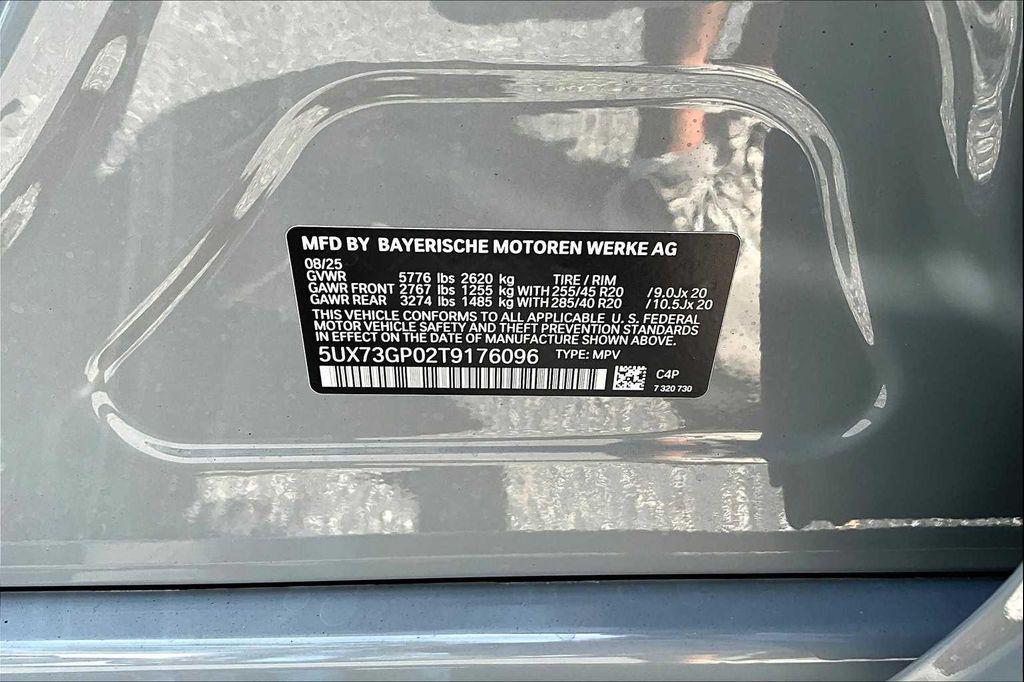 MFD BY BAYERISCHE MOTOREN WERKE AG
08/25
GVWR 5776 lbs 2620 kg TIRE / RIM
GAWR FRONT 2767 lbs 1255 kg WITH 255/45 R20 / 9.0Jx 20
GAWR REAR 3274 lbs 1485 kg WITH 285/40 R20 / 10.5Jx 20
THIS VEHICLE CONFORMS TO ALL APPLICABLE U. S. FEDERAL
MOTOR VEHICLE SAFETY AND THEFT PREVENTION STANDARDS
IN EFFECT ON THE DATE OF MANUFACTURE SHOWN ABOVE.
5UX73GP02T9176096 TYPE: MPV
C4P
7 320 730